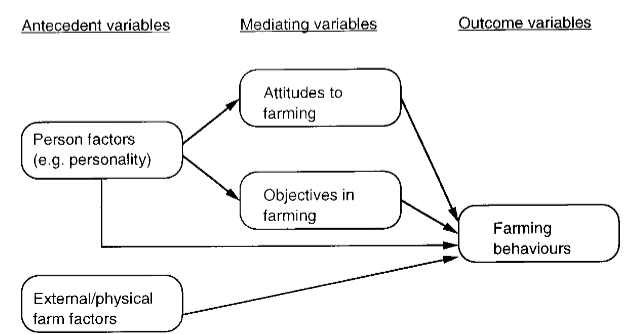 Antecedent variables
Mediating variables
Outcome variables
Attitudes to
farming
Person factors
(e.g. personality)
Objectives in
farming
Farming
behaviours
External/physical
farm factors